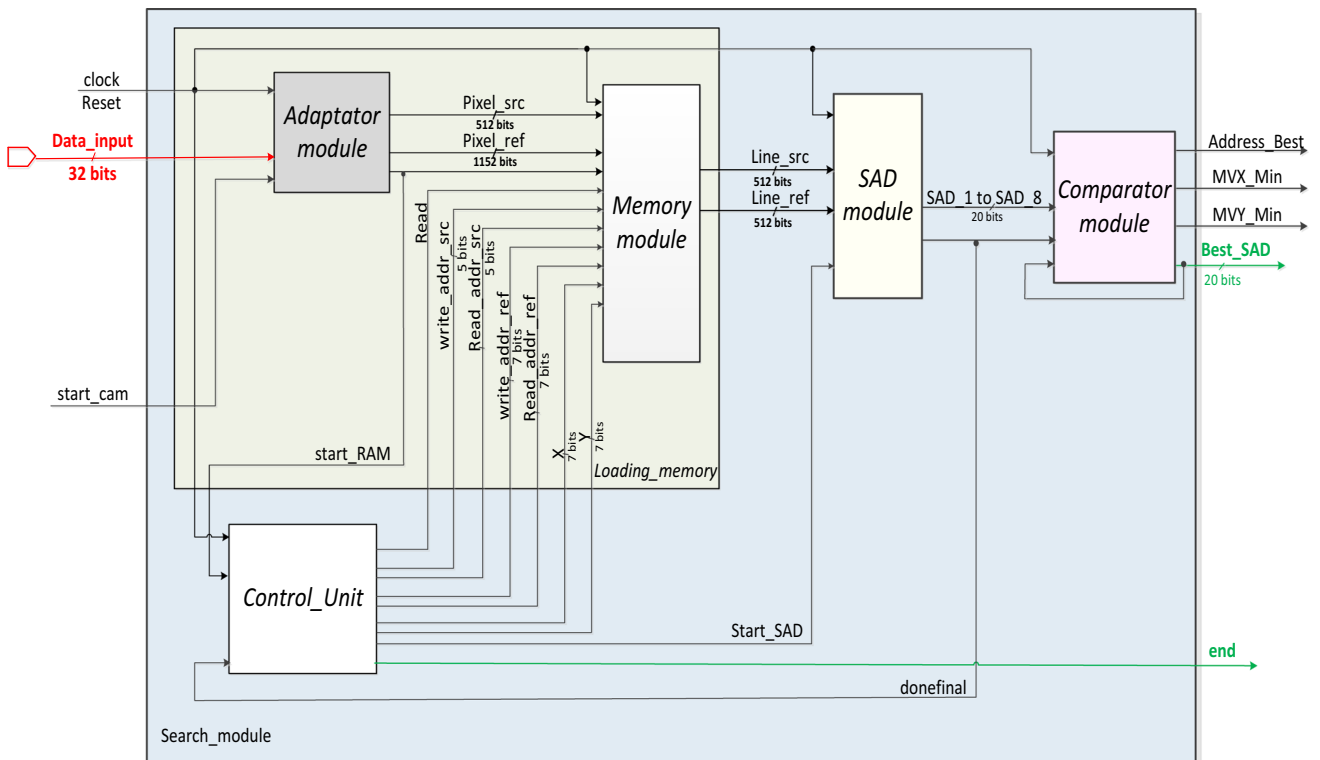 clock
Reset
Data_input
32 bits
start_cam
Adaptator
module
Pixel_src
512 bits
Pixel_ref
1152 bits
Read
write_addr_src
5 bits
Read_addr_src
5 bits
write_addr_ref
7 bits
Read_addr_ref
7 bits
X
7 bits
Y
7 bits
Memory
module
Loading_memory
start_RAM
Line_src
512 bits
Line_ref
512 bits
SAD
module
SAD_1 to SAD_8
20 bits
Comparator
module
Address_Best
MVX_Min
MVY_Min
Best_SAD
20 bits
Control_Unit
Start_SAD
end
donefinal
Search_module